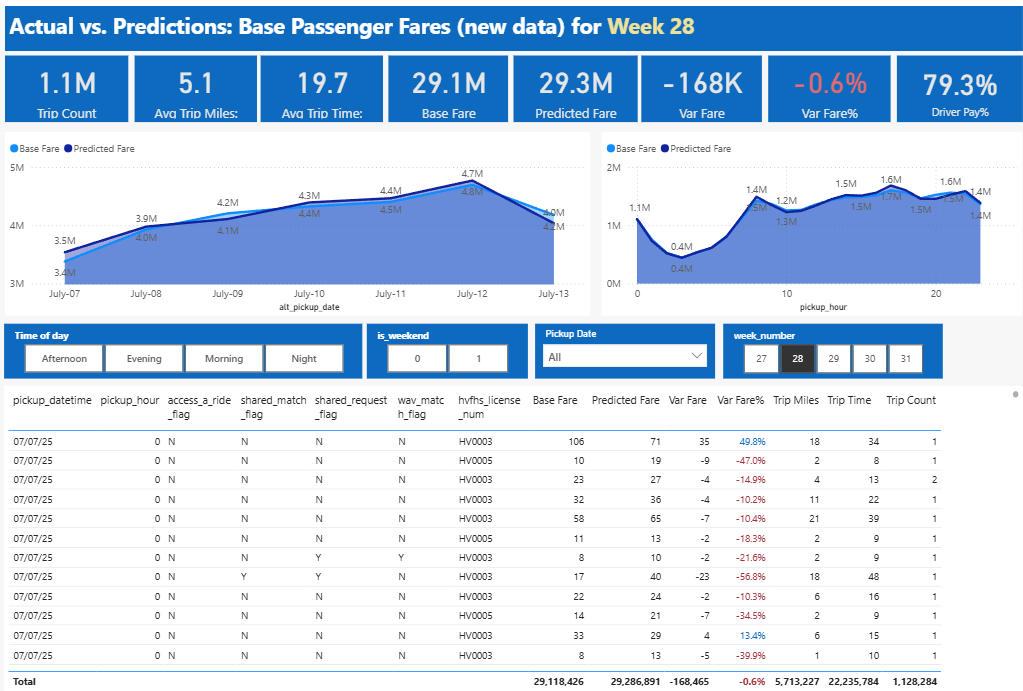 Actual vs. Predictions: Base Passenger Fares (new data) for Week 28
1.1M
Trip Count
5.1
Avg Trip Miles:
19.7
Avg Trip Time:
29.1M
Base Fare
29.3M
Predicted Fare
-168K
Var Fare
-0.6%
Var Fare%
79.3%
Driver Pay%
Base Fare Predicted Fare
5M
4M
3M
3.5M
3.4M
3.9M
4.0M
4.2M
4.1M
4.3M
4.4M
4.4M
4.5M
4.7M
4.8M
4.2M
July-07 July-08 July-09 July-10 July-11 July-12 July-13
alt_pickup_date
Base Fare Predicted Fare
2M
1M
0M
1.1M
0.4M
0.4M
1.4M
1.2M
1.3M
1.5M
1.5M
1.6M
1.7M
1.5M
1.6M
1.5M
1.4M
1.4M
0 10 20
pickup_hour
Time of day
Afternoon Evening Morning Night
is_weekend
0 1
Pickup Date
All
week_number
27 28 29 30 31
pickup_datetime pickup_hour access_a_ride_flag shared_match_flag shared_request_flag wav_match_flag hvfhs_license_num Base Fare Predicted Fare Var Fare Var Fare% Trip Miles Trip Time Trip Count
07/07/25 0 N N N N HV0003 106 71 35 49.8% 18 34 1
07/07/25 0 N N N N HV0005 10 19 -9 -47.0% 2 8 1
07/07/25 0 N N N N HV0003 23 27 -4 -14.9% 4 13 2
07/07/25 0 N N N N HV0003 32 36 -4 -10.2% 11 22 1
07/07/25 0 N N N N HV0003 58 65 -7 -10.4% 21 39 1
07/07/25 0 N N N N HV0005 11 13 -2 -18.3% 2 9 1
07/07/25 0 N N Y Y HV0003 8 10 -2 -21.6% 2 9 1
07/07/25 0 N Y Y N HV0003 17 40 -23 -56.8% 18 48 1
07/07/25 0 N N N N HV0003 22 24 -2 -10.3% 6 16 1
07/07/25 0 N N N N HV0005 14 21 -7 -34.5% 2 9 1
07/07/25 0 N N N N HV0003 33 29 4 13.4% 6 15 1
07/07/25 0 N N N N HV0003 8 13 -5 -39.9% 1 10 1
Total 29,118,426 29,286,891 -168,465 -0.6% 5,713,227 22,235,784 1,128,284